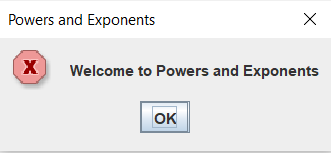 Powers and Exponents
X
Welcome to Powers and Exponents
OK